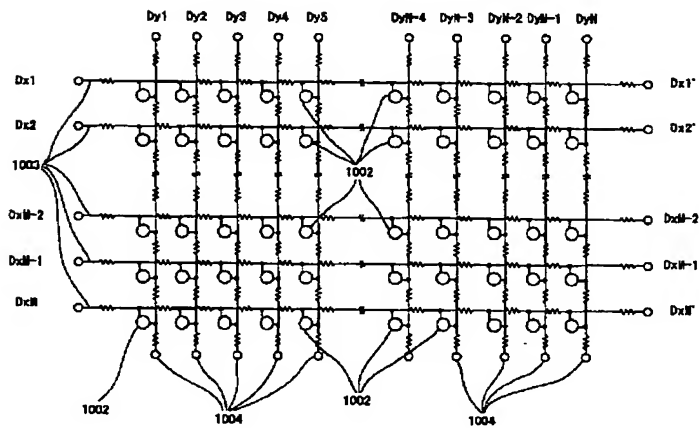 Dy1 Dy2 Dy3 Dy4 Dy5 DyN-4 DyN-3 DyN-2 DyN-1 DyN
Dx1 Dx1'
Dx2 Dx2'
1003 1002
DxM-2 DxM-2
DxM-1 DxM-1
DxM DxM'
1002 1004 1002 1004